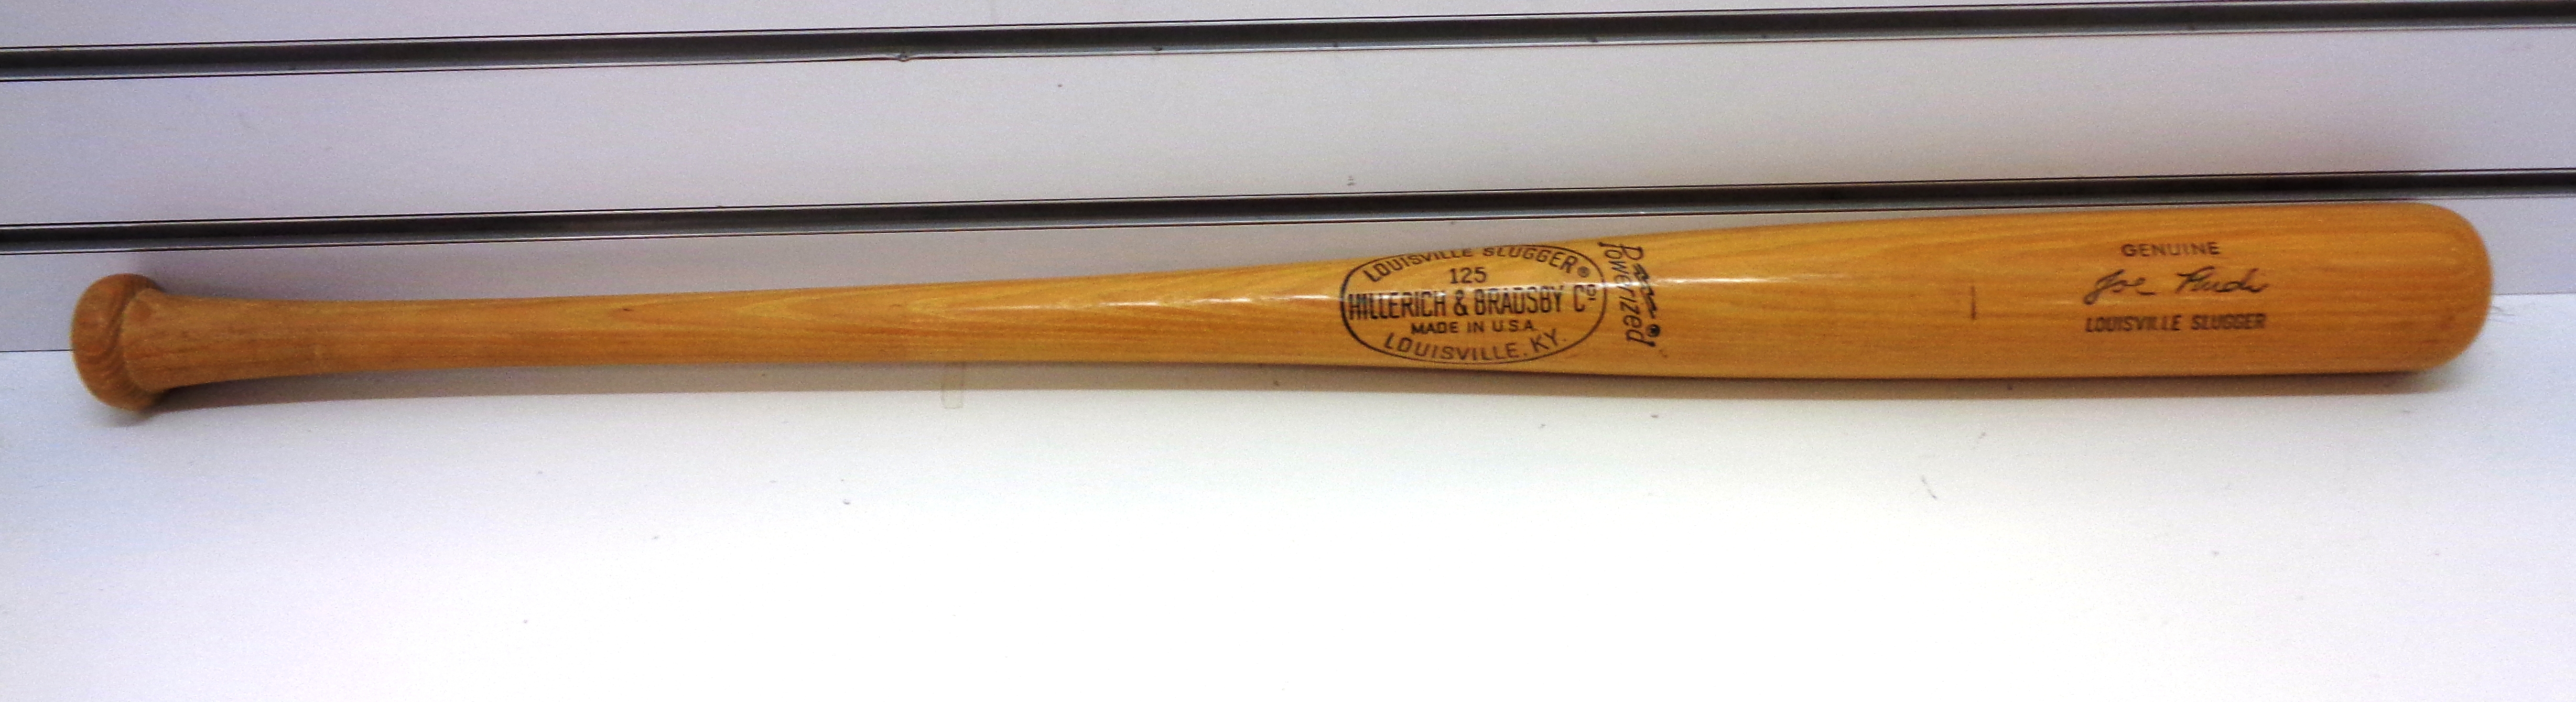 LOUISVILLE SLUGGER®
125
HILLERICH & BRADSBY Cº
MADE IN U.S.A.
LOUISVILLE, KY.
Powerized®
GENUINE
Joe Rudi
LOUISVILLE SLUGGER